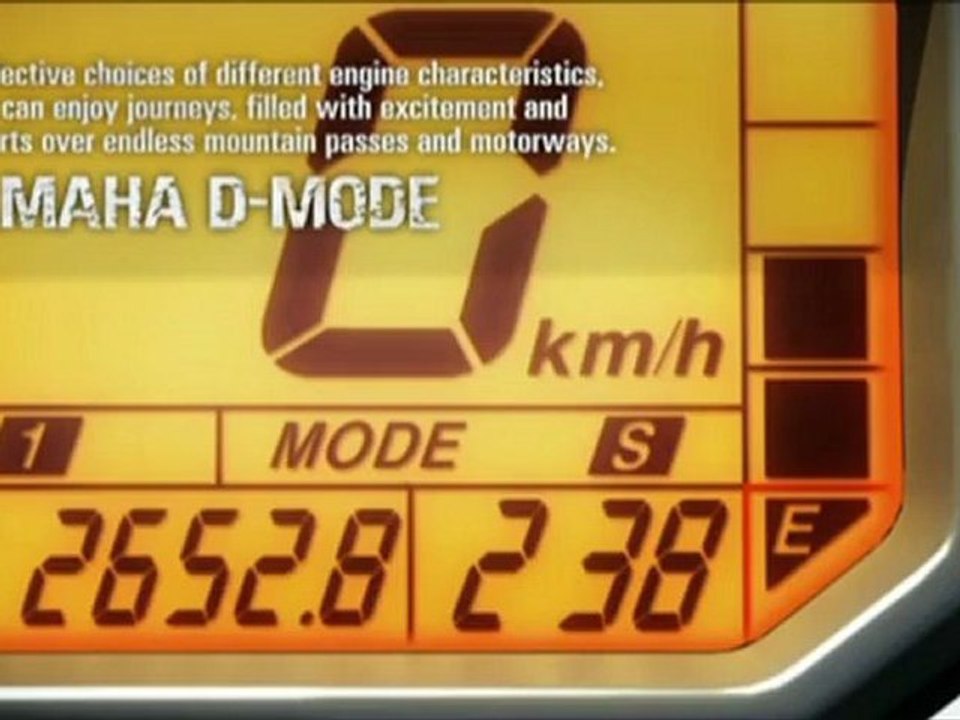 ective choices of different engine characteristics,
can enjoy journeys, filled with excitement and
rts over endless mountain passes and motorways.
MAHA D-MODE
0
km/h
1 MODE S
2652.8 2 38 E